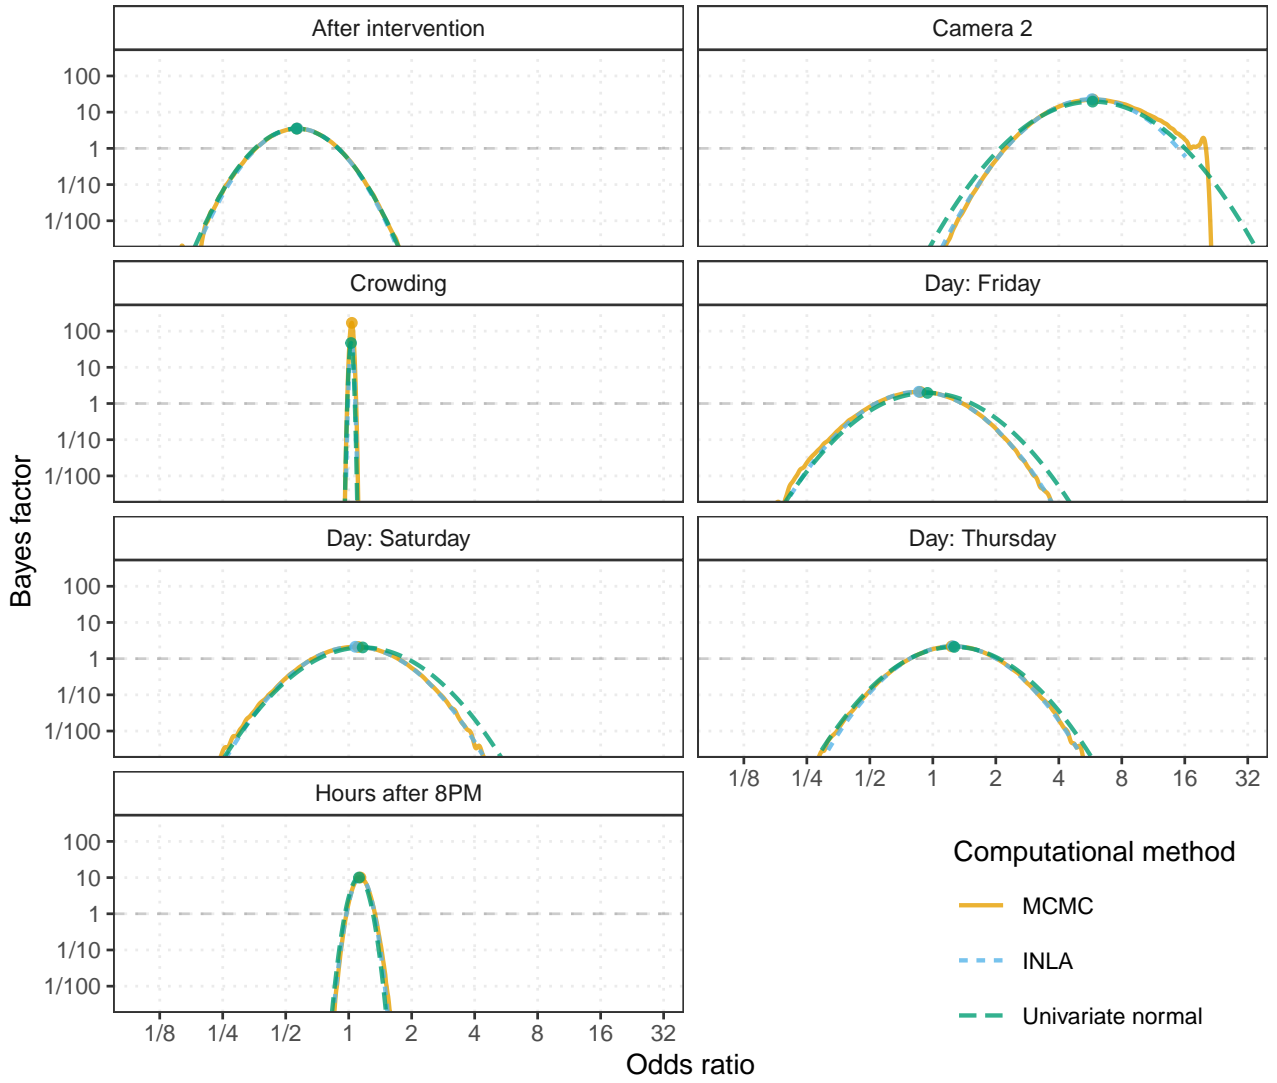 After intervention
Camera 2
100
10
1
1/10
1/100
Crowding
Day: Friday
100
10
1
1/10
1/100
Bayes factor
Day: Saturday
Day: Thursday
100
10
1
1/10
1/100
1/8 1/4 1/2 1 2 4 8 16 32
Hours after 8PM
100
10
1
1/10
1/100
1/8 1/4 1/2 1 2 4 8 16 32
Odds ratio
Computational method
MCMC
INLA
Univariate normal